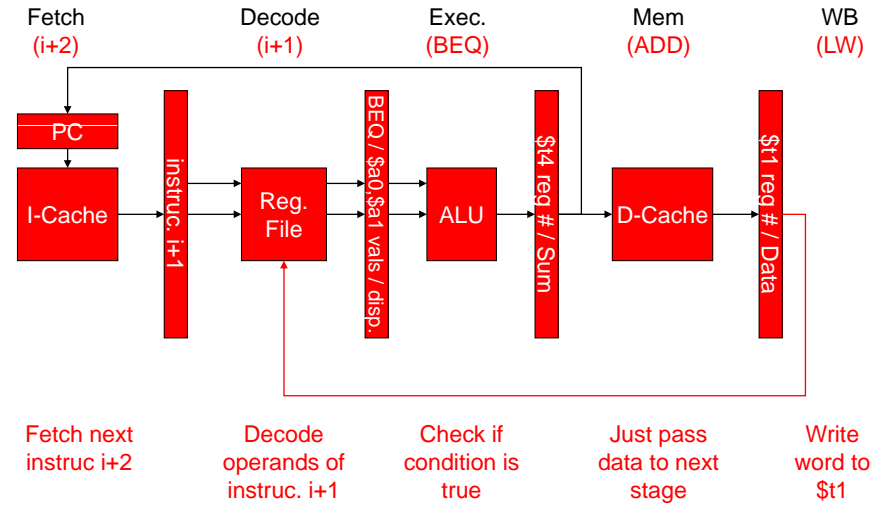 Fetch
(i+2)
Decode
(i+1)
Exec.
(BEQ)
Mem
(ADD)
WB
(LW)
PC
I-Cache
instruc. i+1
Reg.
File
BEQ / $a0,$a1 vals / disp.
ALU
$t4 reg # / Sum
D-Cache
$t1 reg # / Data
Fetch next
instruc i+2
Decode
operands of
instruc. i+1
Check if
condition is
true
Just pass
data to next
stage
Write
word to
$t1